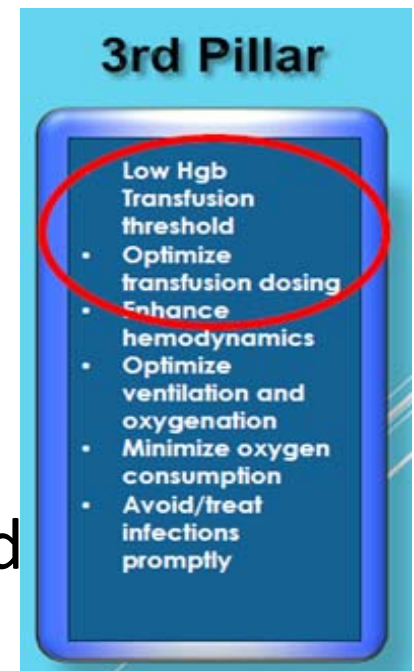 3rd Pillar
Low Hgb
Transfusion
threshold
• Optimize
transfusion dosing
• Enhance
hemodynamics
• Optimize
ventilation and
oxygenation
• Minimize oxygen
consumption
• Avoid/treat
infections
promptly
d